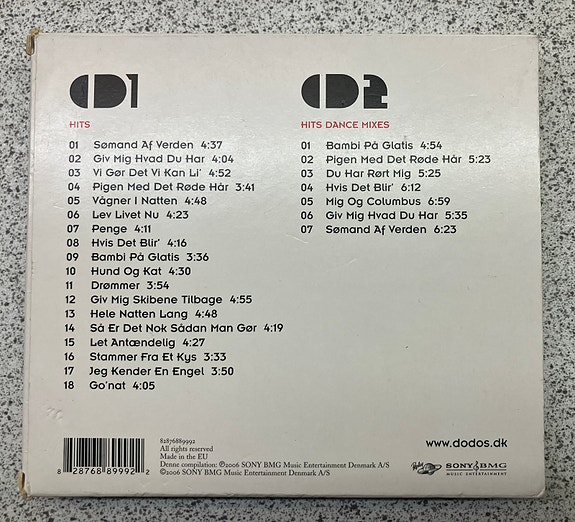 CD1
HITS
01 Sømand Af Verden 4:37
02 Giv Mig Hvad Du Har 4:04
03 Vi Gør Det Vi Kan Li' 4:52
04 Pigen Med Det Røde Hår 3:41
05 Vågner I Natten 4:48
06 Lev Livet Nu 4:23
07 Penge 4:11
08 Hvis Det Blir' 4:16
09 Bambi På Glatis 3:36
10 Hund Og Kat 4:30
11 Drømmer 3:54
12 Giv Mig Skibene Tilbage 4:55
13 Hele Natten Lang 4:48
14 Så Er Det Nok Sådan Man Gør 4:19
15 Let Antændelig 4:27
16 Stammer Fra Et Kys 3:33
17 Jeg Kender En Engel 3:50
18 Go'nat 4:05
CD2
HITS DANCE MIXES
01 Bambi På Glatis 4:54
02 Pigen Med Det Røde Hår 5:23
03 Du Har Rørt Mig 5:25
04 Hvis Det Blir' 6:12
05 Mig Og Columbus 6:59
06 Giv Mig Hvad Du Har 5:35
07 Sømand Af Verden 6:23
8 28768 89992 2
82876889992
All rights reserved
Made in the EU
Denne compilation: ℗2006 SONY BMG Music Entertainment Denmark A/S
©2006 SONY BMG Music Entertainment Denmark A/S
www.dodos.dk
SONY BMG
MUSIC ENTERTAINMENT